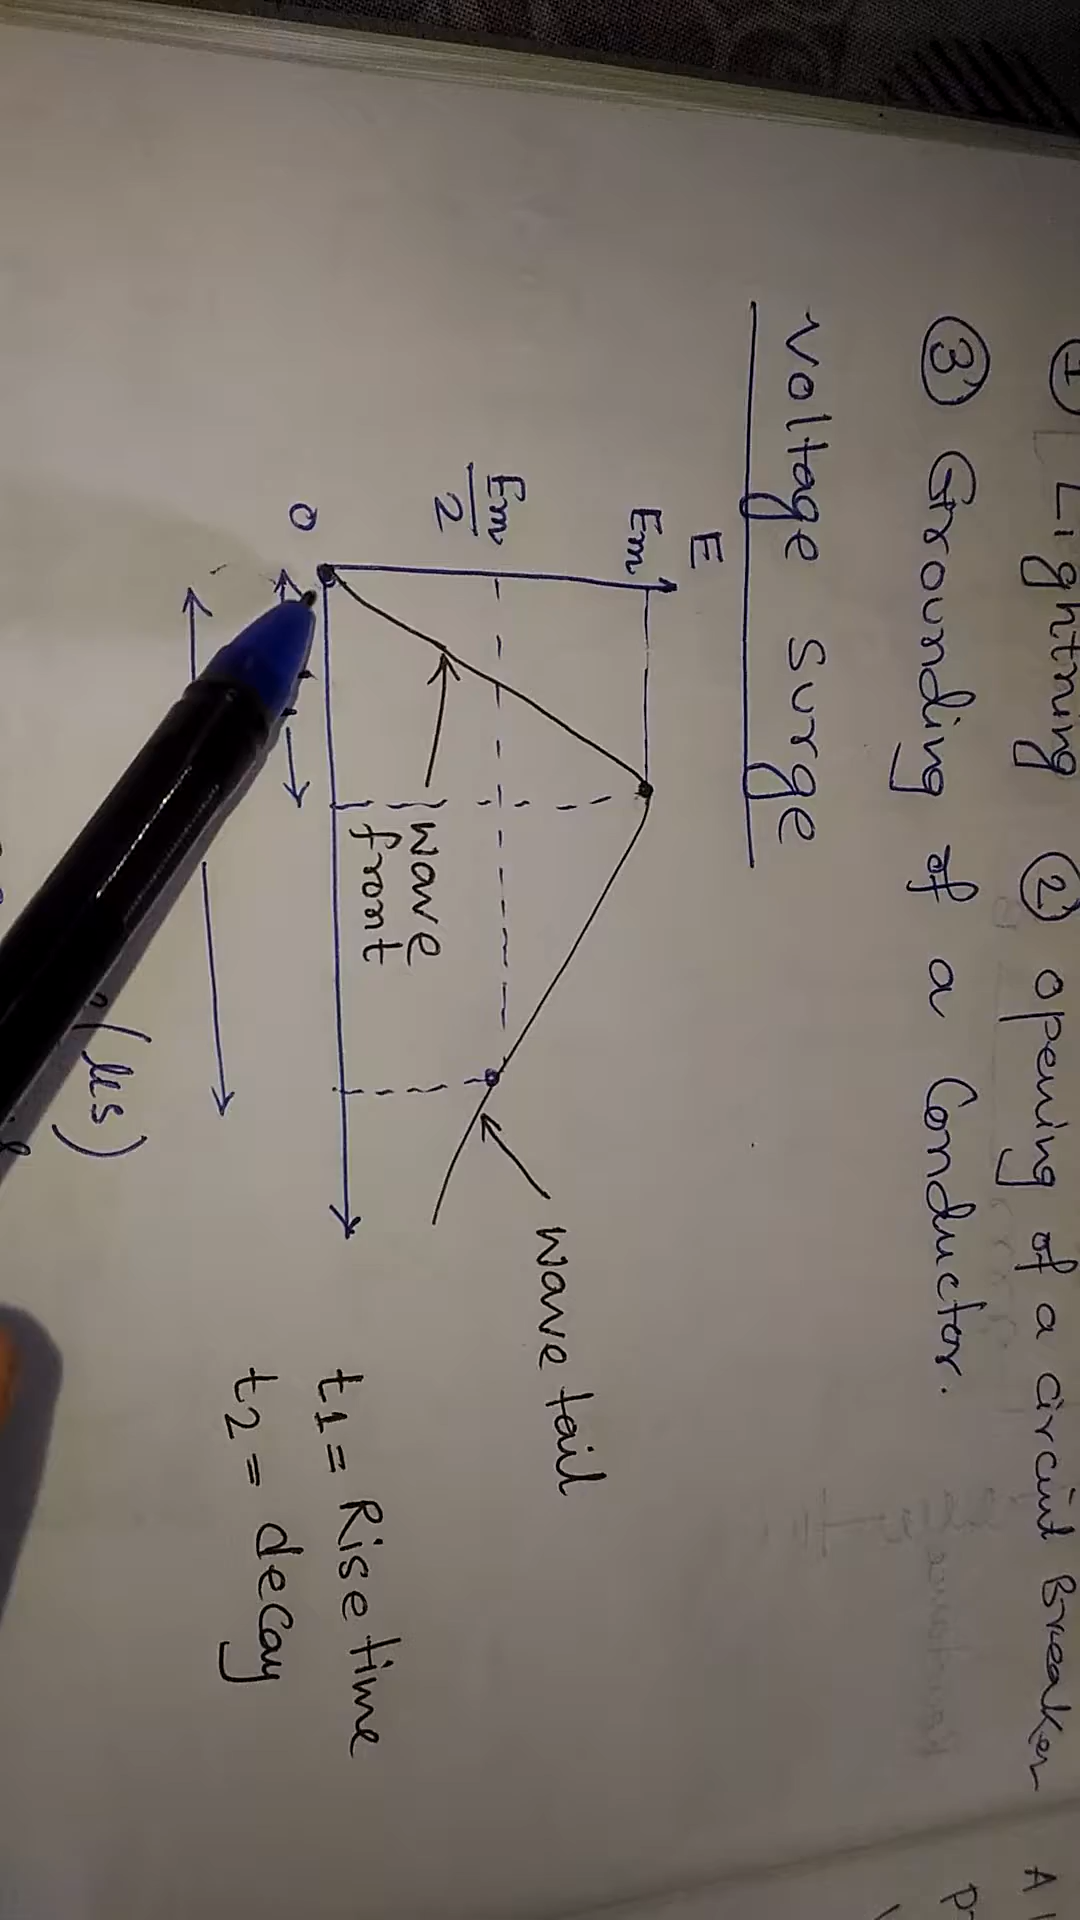 ① Lightning ② opening of a circuit Breaker
③ Grounding of a Conductor.
Voltage Surge
E
Em
Em
2
0
wave
front
wave tail
t1 = Rise time
t2 = decay
(μs)